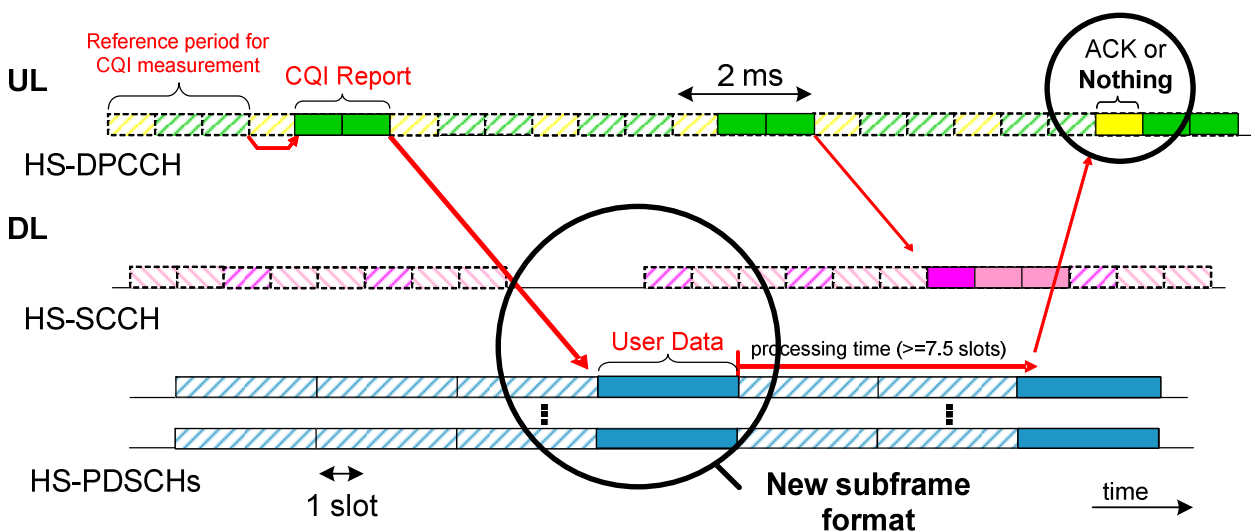 Reference period for
CQI measurement
CQI Report
2 ms
ACK or
Nothing
UL
HS-DPCCH
DL
HS-SCCH
User Data
processing time (>=7.5 slots)
HS-PDSCHs
1 slot
New subframe
format
time